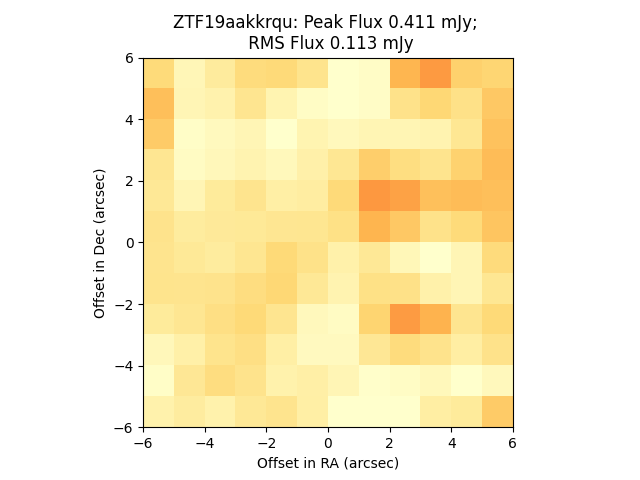 ZTF19aakkrqu: Peak Flux 0.411 mJy;
RMS Flux 0.113 mJy
6
4
2
0
−2
−4
−6
Offset in Dec (arcsec)
−6 −4 −2 0 2 4 6
Offset in RA (arcsec)